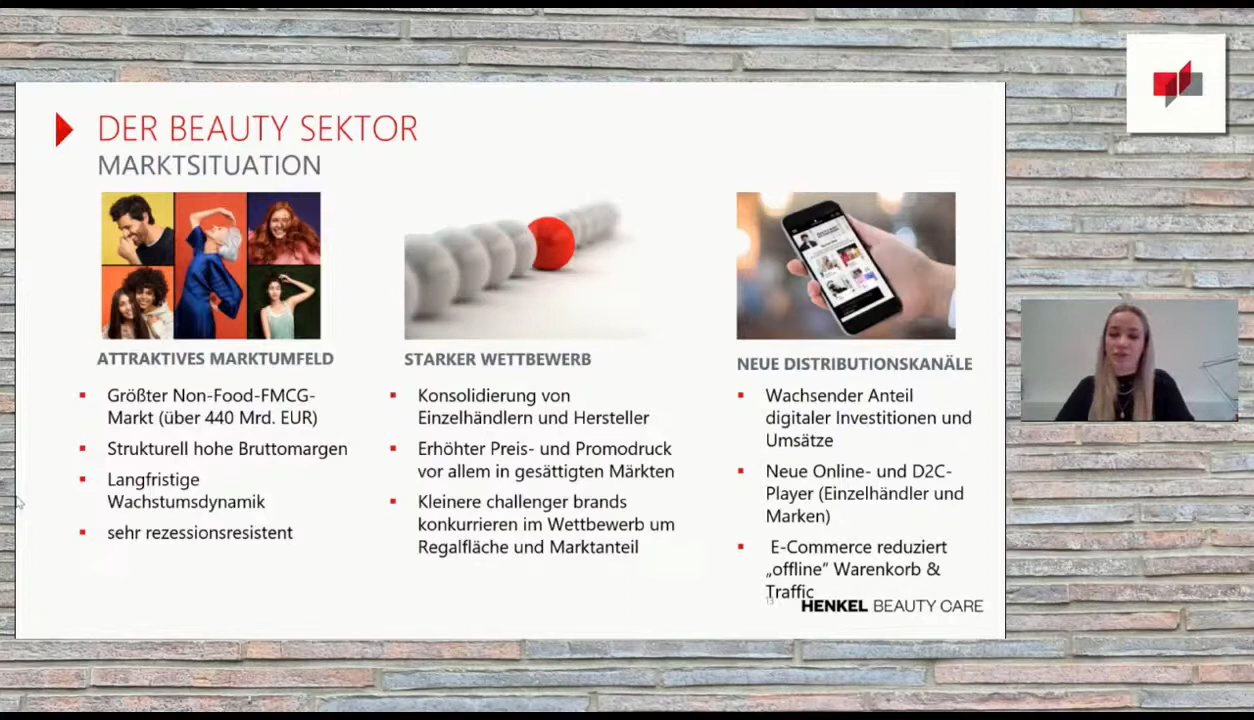 DER BEAUTY SEKTOR
MARKTSITUATION
ATTRAKTIVES MARKTUMFELD
▪ Größter Non-Food-FMCG-
Markt (über 440 Mrd. EUR)
▪ Strukturell hohe Bruttomargen
▪ Langfristige
Wachstumsdynamik
▪ sehr rezessionsresistent
STARKER WETTBEWERB
▪ Konsolidierung von
Einzelhändlern und Hersteller
▪ Erhöhter Preis- und Promodruck
vor allem in gesättigten Märkten
▪ Kleinere challenger brands
konkurrieren im Wettbewerb um
Regalfläche und Marktanteil
NEUE DISTRIBUTIONSKANÄLE
▪ Wachsender Anteil
digitaler Investitionen und
Umsätze
▪ Neue Online- und D2C-
Player (Einzelhändler und
Marken)
▪ E-Commerce reduziert
„offline" Warenkorb &
Traffic
HENKEL BEAUTY CARE